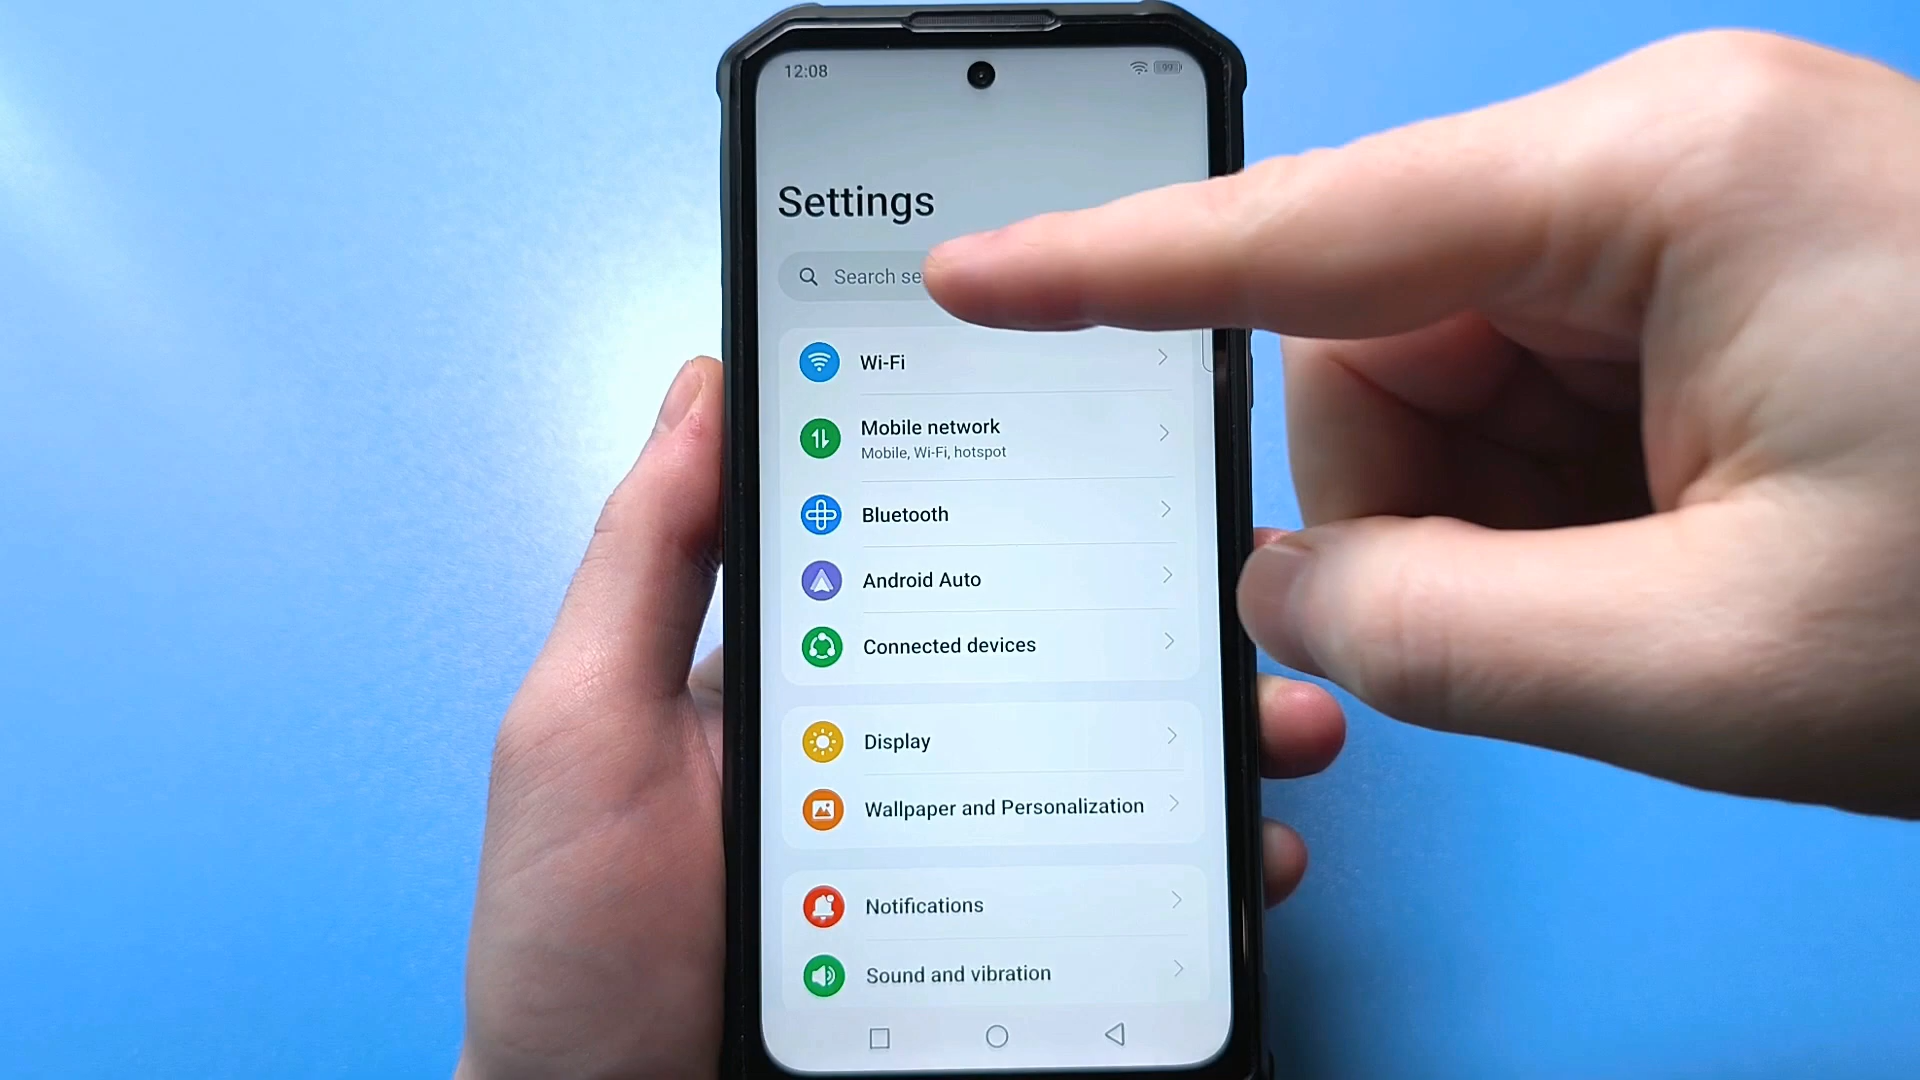 12:08
99
Settings
Search se
Wi-Fi
Mobile network
Mobile, Wi-Fi, hotspot
Bluetooth
Android Auto
Connected devices
Display
Wallpaper and Personalization
Notifications
Sound and vibration